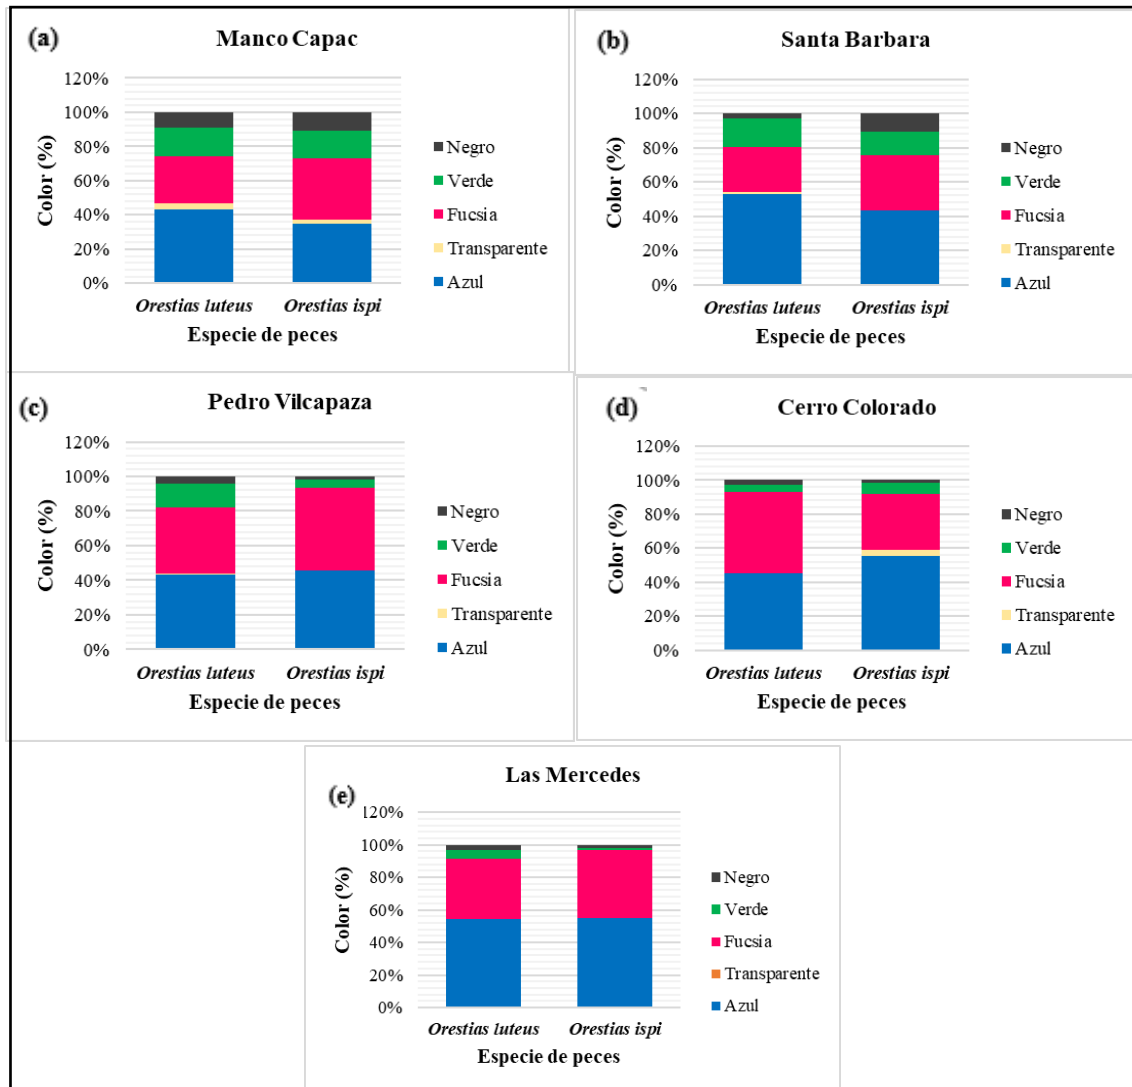 (a)
Manco Capac
120%
100%
80%
60%
40%
20%
0%
Color (%)
Negro
Verde
Fucsia
Transparente
Azul
Orestias luteus
Orestias ispi
Especie de peces
(b)
Santa Barbara
120%
100%
80%
60%
40%
20%
0%
Color (%)
Negro
Verde
Fucsia
Transparente
Azul
Orestias luteus
Orestias ispi
Especie de peces
(c)
Pedro Vilcapaza
120%
100%
80%
60%
40%
20%
0%
Color (%)
Negro
Verde
Fucsia
Transparente
Azul
Orestias luteus
Orestias ispi
Especie de peces
(d)
Cerro Colorado
120%
100%
80%
60%
40%
20%
0%
Color (%)
Negro
Verde
Fucsia
Transparente
Azul
Orestias luteus
Orestias ispi
Especie de peces
(e)
Las Mercedes
120%
100%
80%
60%
40%
20%
0%
Color (%)
Negro
Verde
Fucsia
Transparente
Azul
Orestias luteus
Orestias ispi
Especie de peces